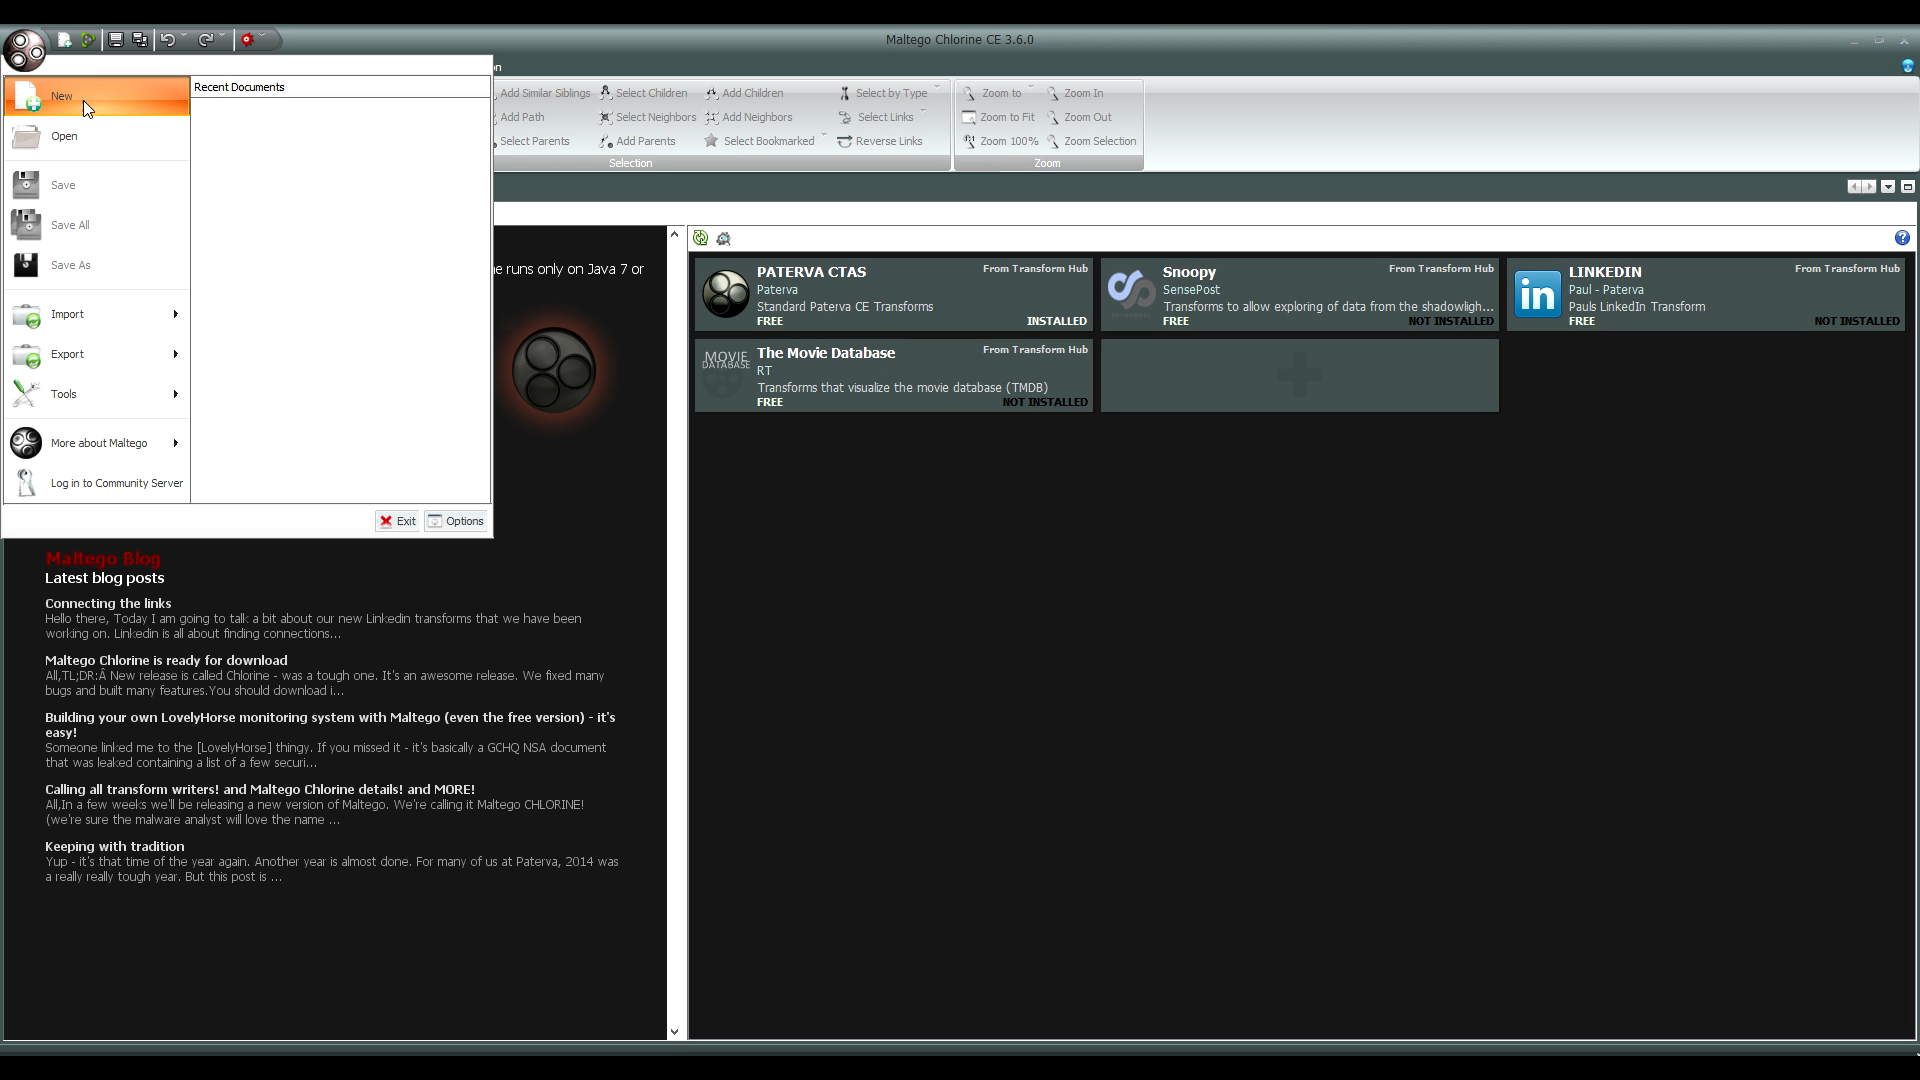 Maltego Chlorine CE 3.6.0
New
Open
Save
Save All
Save As
Import
Export
Tools
More about Maltego
Log in to Community Server
Recent Documents
Exit
Options
on
Add Similar Siblings
Select Children
Add Children
Select by Type
Add Path
Select Neighbors
Add Neighbors
Select Links
Select Parents
Add Parents
Select Bookmarked
Reverse Links
Selection
Zoom to
Zoom In
Zoom to Fit
Zoom Out
Zoom 100%
Zoom Selection
Zoom
e runs only on Java 7 or
Maltego Blog
Latest blog posts
Connecting the links
Hello there, Today I am going to talk a bit about our new Linkedin transforms that we have been
working on. Linkedin is all about finding connections...
Maltego Chlorine is ready for download
All,TL;DR:Â New release is called Chlorine - was a tough one. It's an awesome release. We fixed many
bugs and built many features.You should download i...
Building your own LovelyHorse monitoring system with Maltego (even the free version) - it's
easy!
Someone linked me to the [LovelyHorse] thingy. If you missed it - it's basically a GCHQ NSA document
that was leaked containing a list of a few securi...
Calling all transform writers! and Maltego Chlorine details! and MORE!
All,In a few weeks we'll be releasing a new version of Maltego. We're calling it Maltego CHLORINE!
(we're sure the malware analyst will love the name ...
Keeping with tradition
Yup - it's that time of the year again. Another year is almost done. For many of us at Paterva, 2014 was
a really really tough year. But this post is ...
PATERVA CTAS
From Transform Hub
Paterva
Standard Paterva CE Transforms
FREE
INSTALLED
Snoopy
From Transform Hub
SensePost
Transforms to allow exploring of data from the shadowligh...
FREE
NOT INSTALLED
in
LINKEDIN
From Transform Hub
Paul - Paterva
Pauls LinkedIn Transform
FREE
NOT INSTALLED
MOVIE
DATABASE
The Movie Database
From Transform Hub
RT
Transforms that visualize the movie database (TMDB)
FREE
NOT INSTALLED